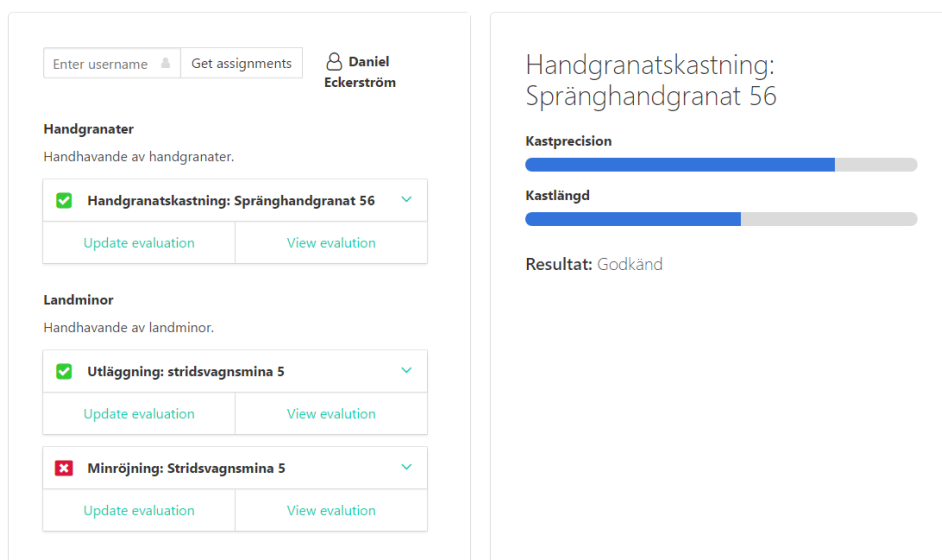 Enter username
Get assignments
Daniel
Eckerström
Handgranater
Handhavande av handgranater.
Handgranatskastning: Spränghandgranat 56
Update evaluation
View evalution
Landminor
Handhavande av landminor.
Utläggning: stridsvagnsmina 5
Update evaluation
View evalution
Minröjning: Stridsvagnsmina 5
Update evaluation
View evalution
Handgranatskastning:
Spränghandgranat 56
Kastprecision
Kastlängd
Resultat: Godkänd